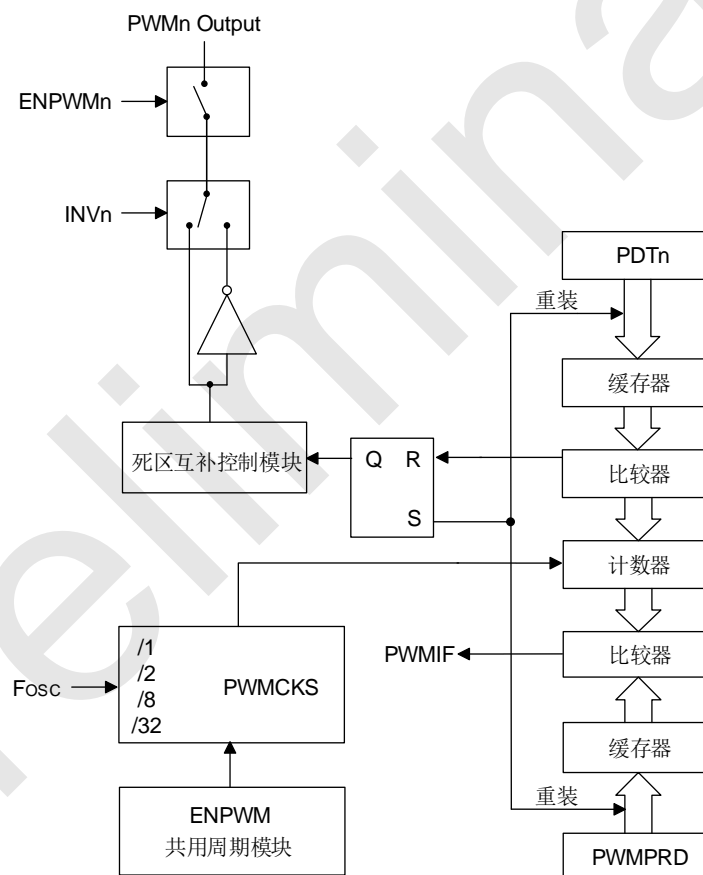 PWMn Output
ENPWMn
INVn
PDTn
重装
缓存器
死区互补控制模块
Q R
S
比较器
计数器
/1
/2
/8
/32
PWMCKS
Fosc
PWMIF
比较器
缓存器
重装
ENPWM
共用周期模块
PWMPRD